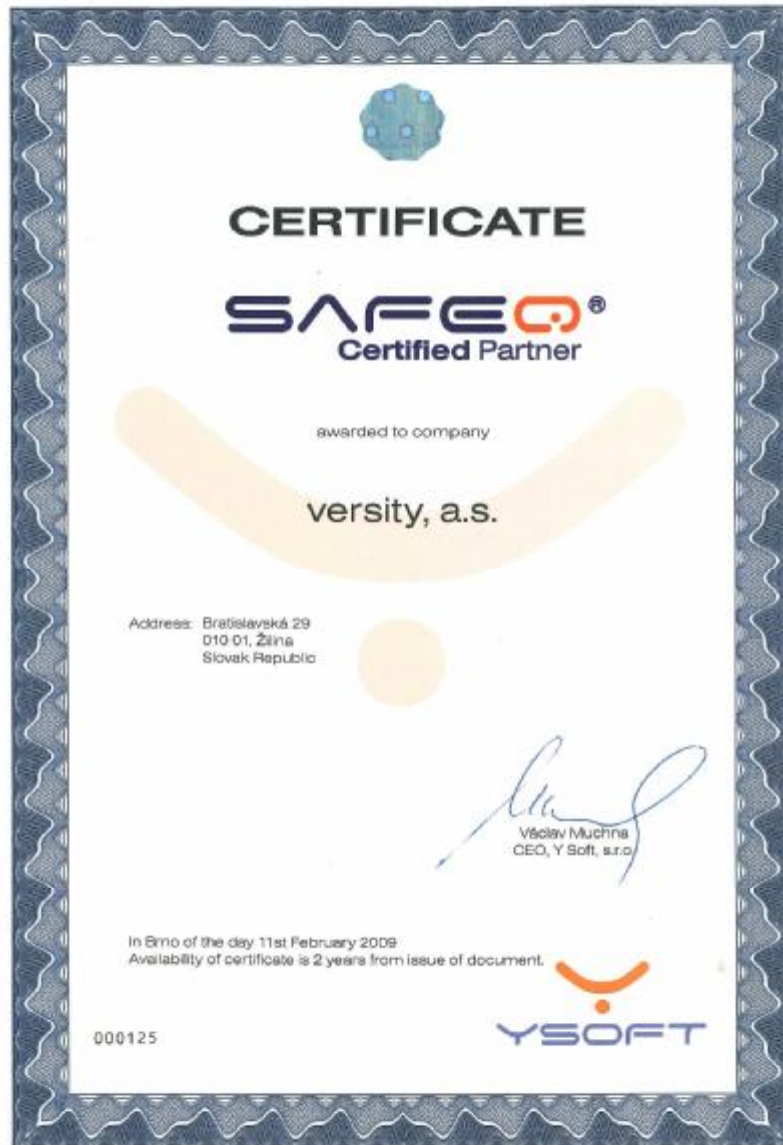 CERTIFICATE
SAFEQ®
Certified Partner
awarded to company
versity, a.s.
Address: Bratislavská 29
010 01, Žilina
Slovak Republic
Václav Muchna
CEO, Y Soft, s.r.o.
In Brno of the day 11st February 2009
Availability of certificate is 2 years from issue of document.
000125
YSOFT